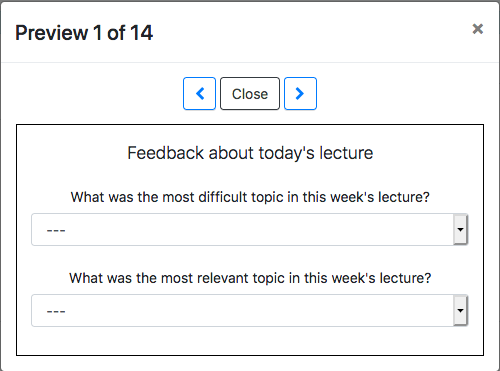 Preview 1 of 14
×
Close
Feedback about today's lecture
What was the most difficult topic in this week's lecture?
---
What was the most relevant topic in this week's lecture?
---